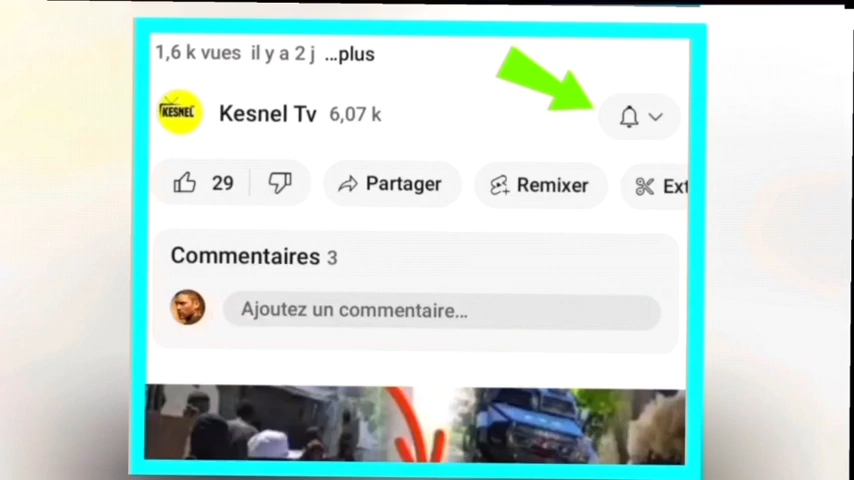 1,6 k vues il y a 2 j ...plus
KESNEL
Kesnel Tv 6,07 k
29
Partager
Remixer
Ext
Commentaires 3
Ajoutez un commentaire...